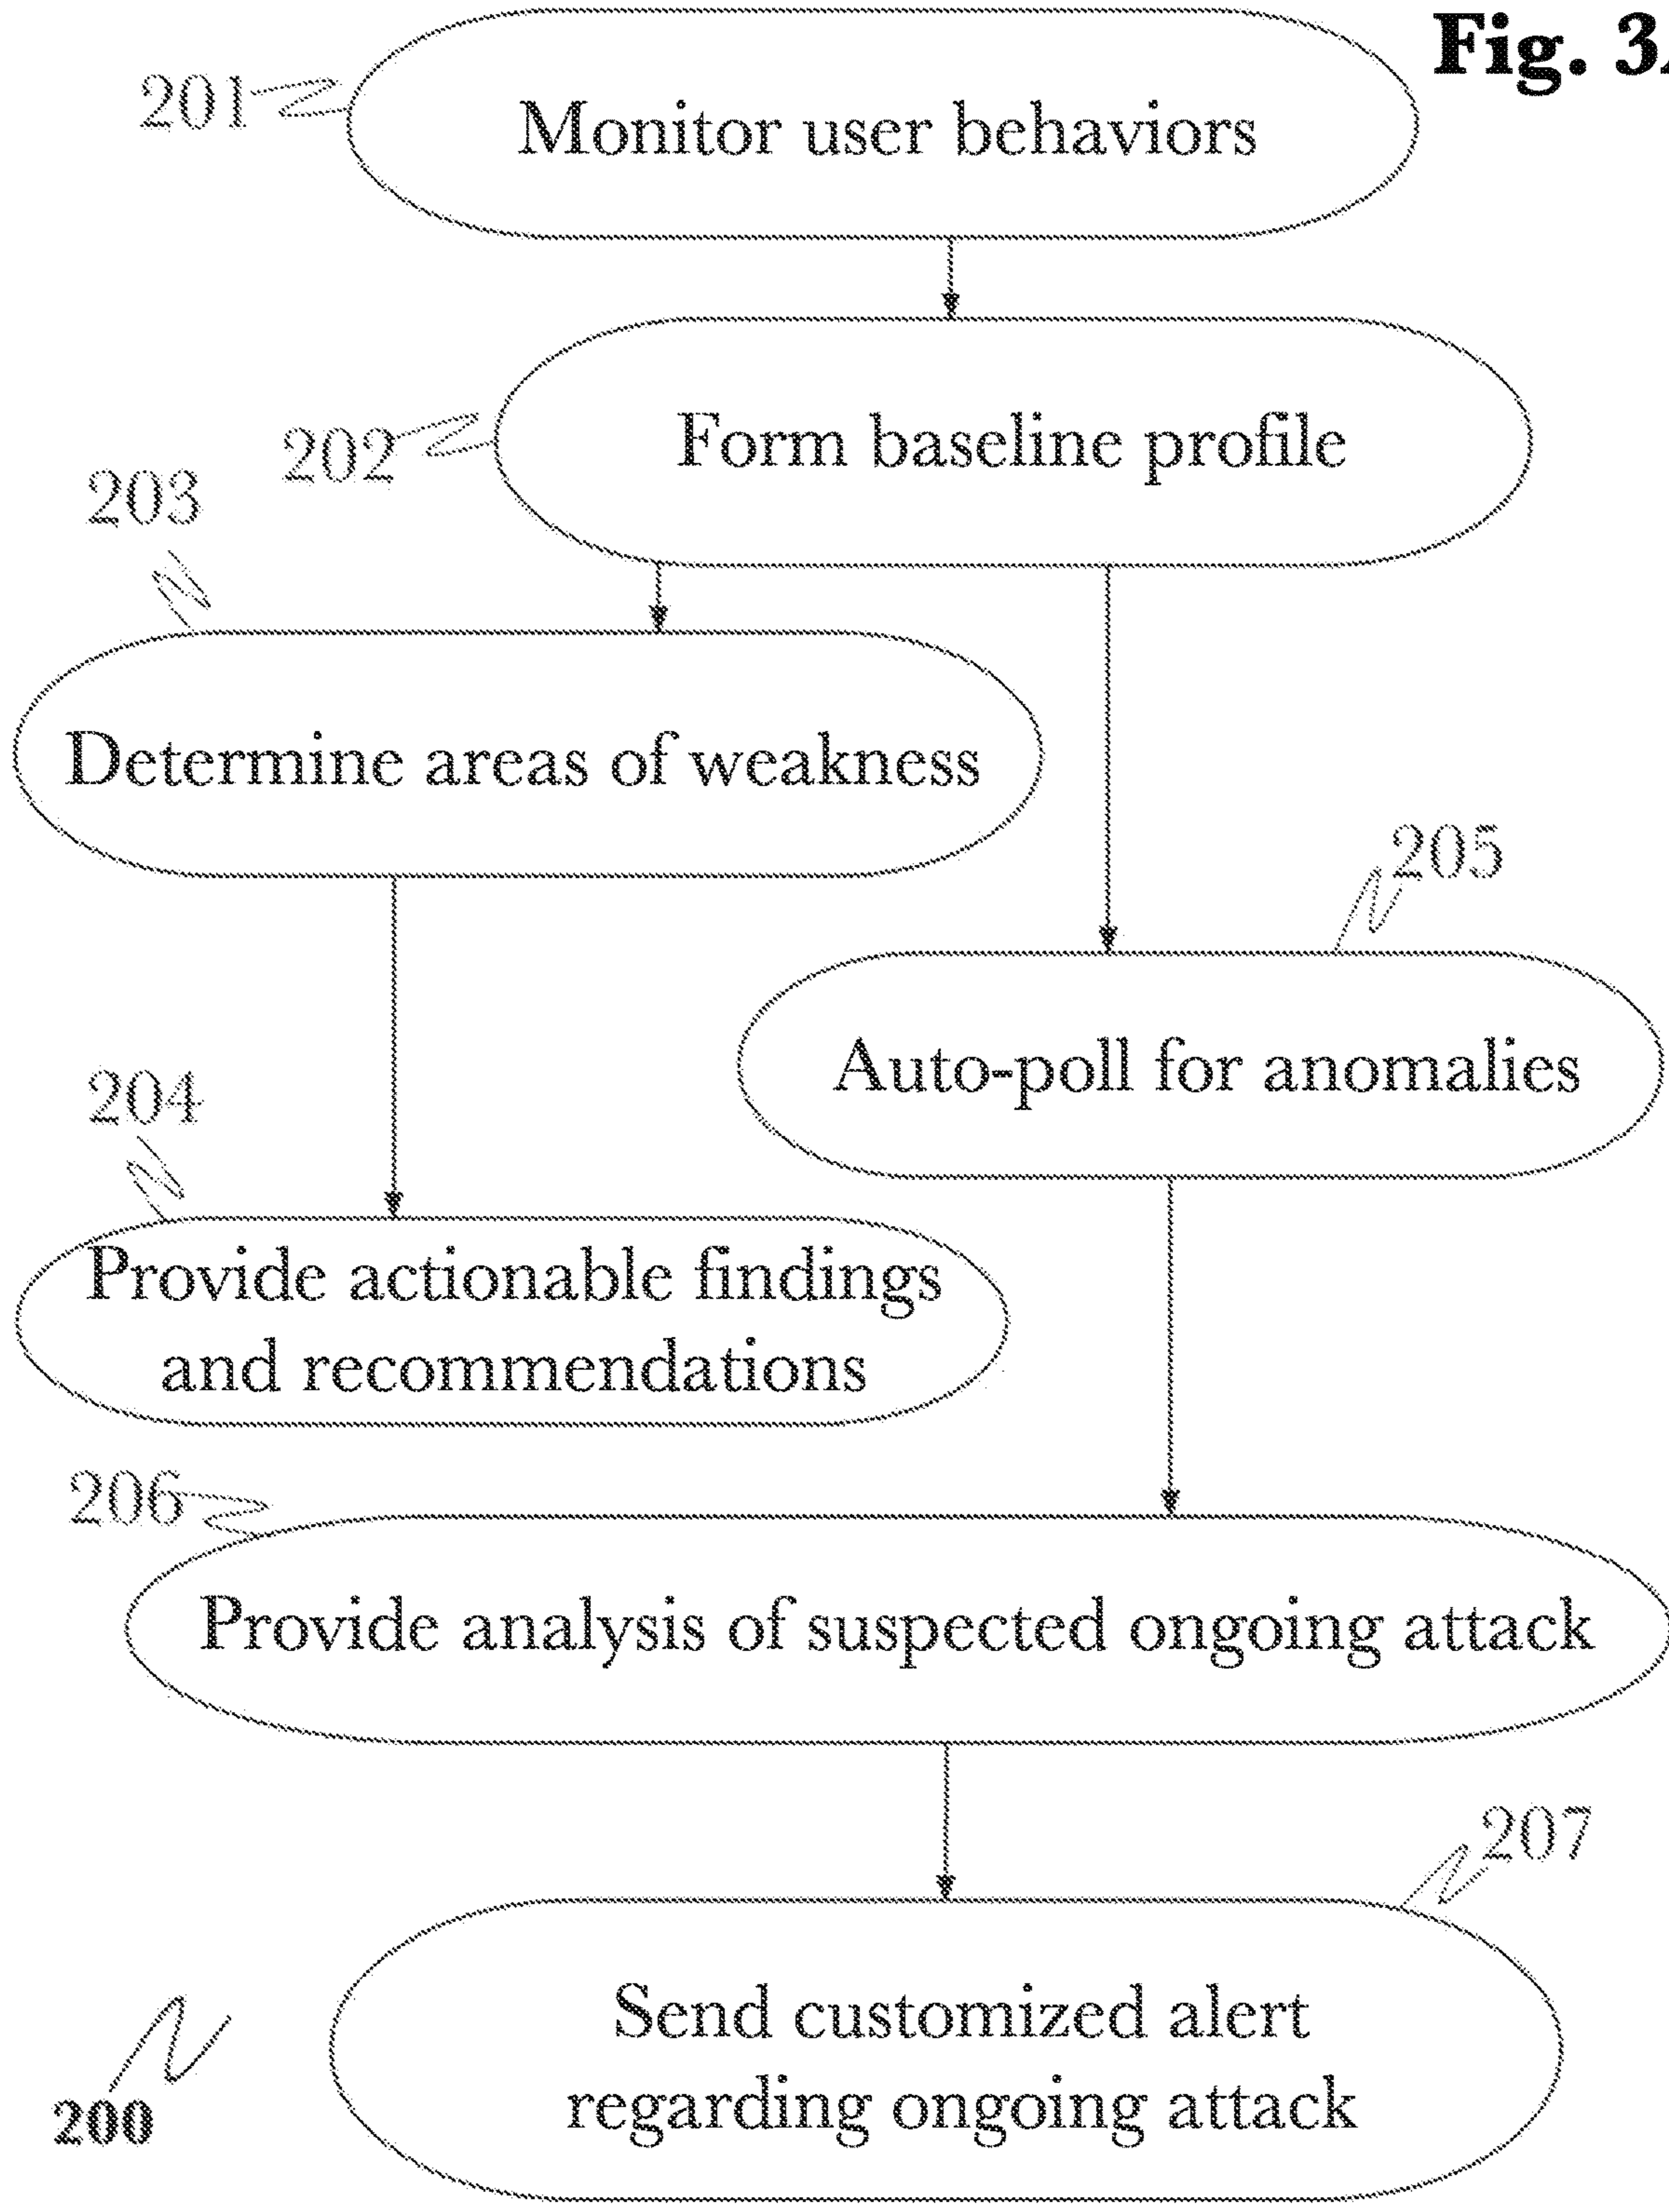 Fig. 3
201
Monitor user behaviors
202
Form baseline profile
203
Determine areas of weakness
205
Auto-poll for anomalies
204
Provide actionable findings
and recommendations
206
Provide analysis of suspected ongoing attack
207
Send customized alert
regarding ongoing attack
200